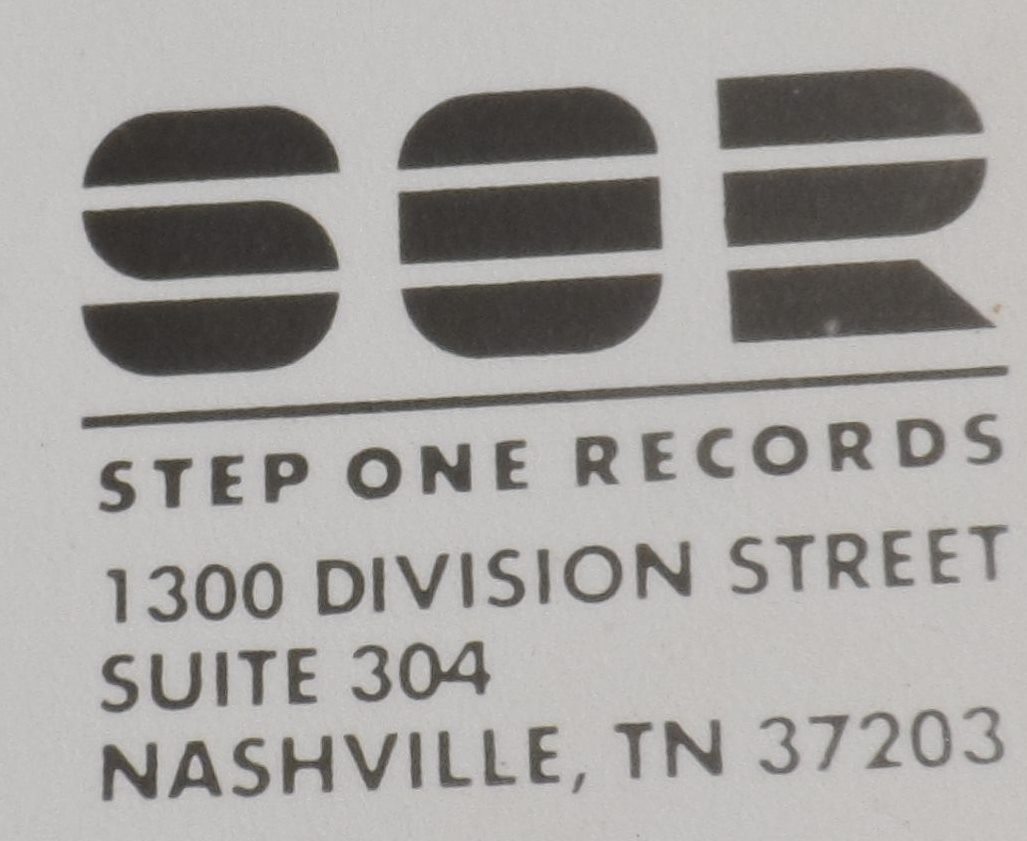 SOR
STEP ONE RECORDS
1300 DIVISION STREET
SUITE 304
NASHVILLE, TN 37203